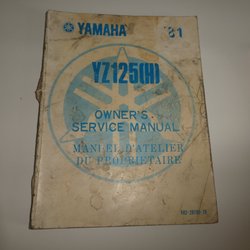 YAMAHA '81
YZ125(H)
OWNER'S
SERVICE MANUAL
MANUEL D'ATELIER
DU PROPRIETAIRE